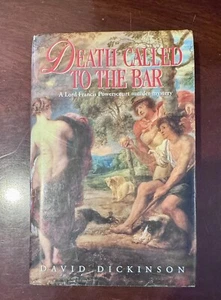 DEATH CALLED
TO THE BAR
A Lord Francis Powerscourt murder mystery
DAVID DICKINSON